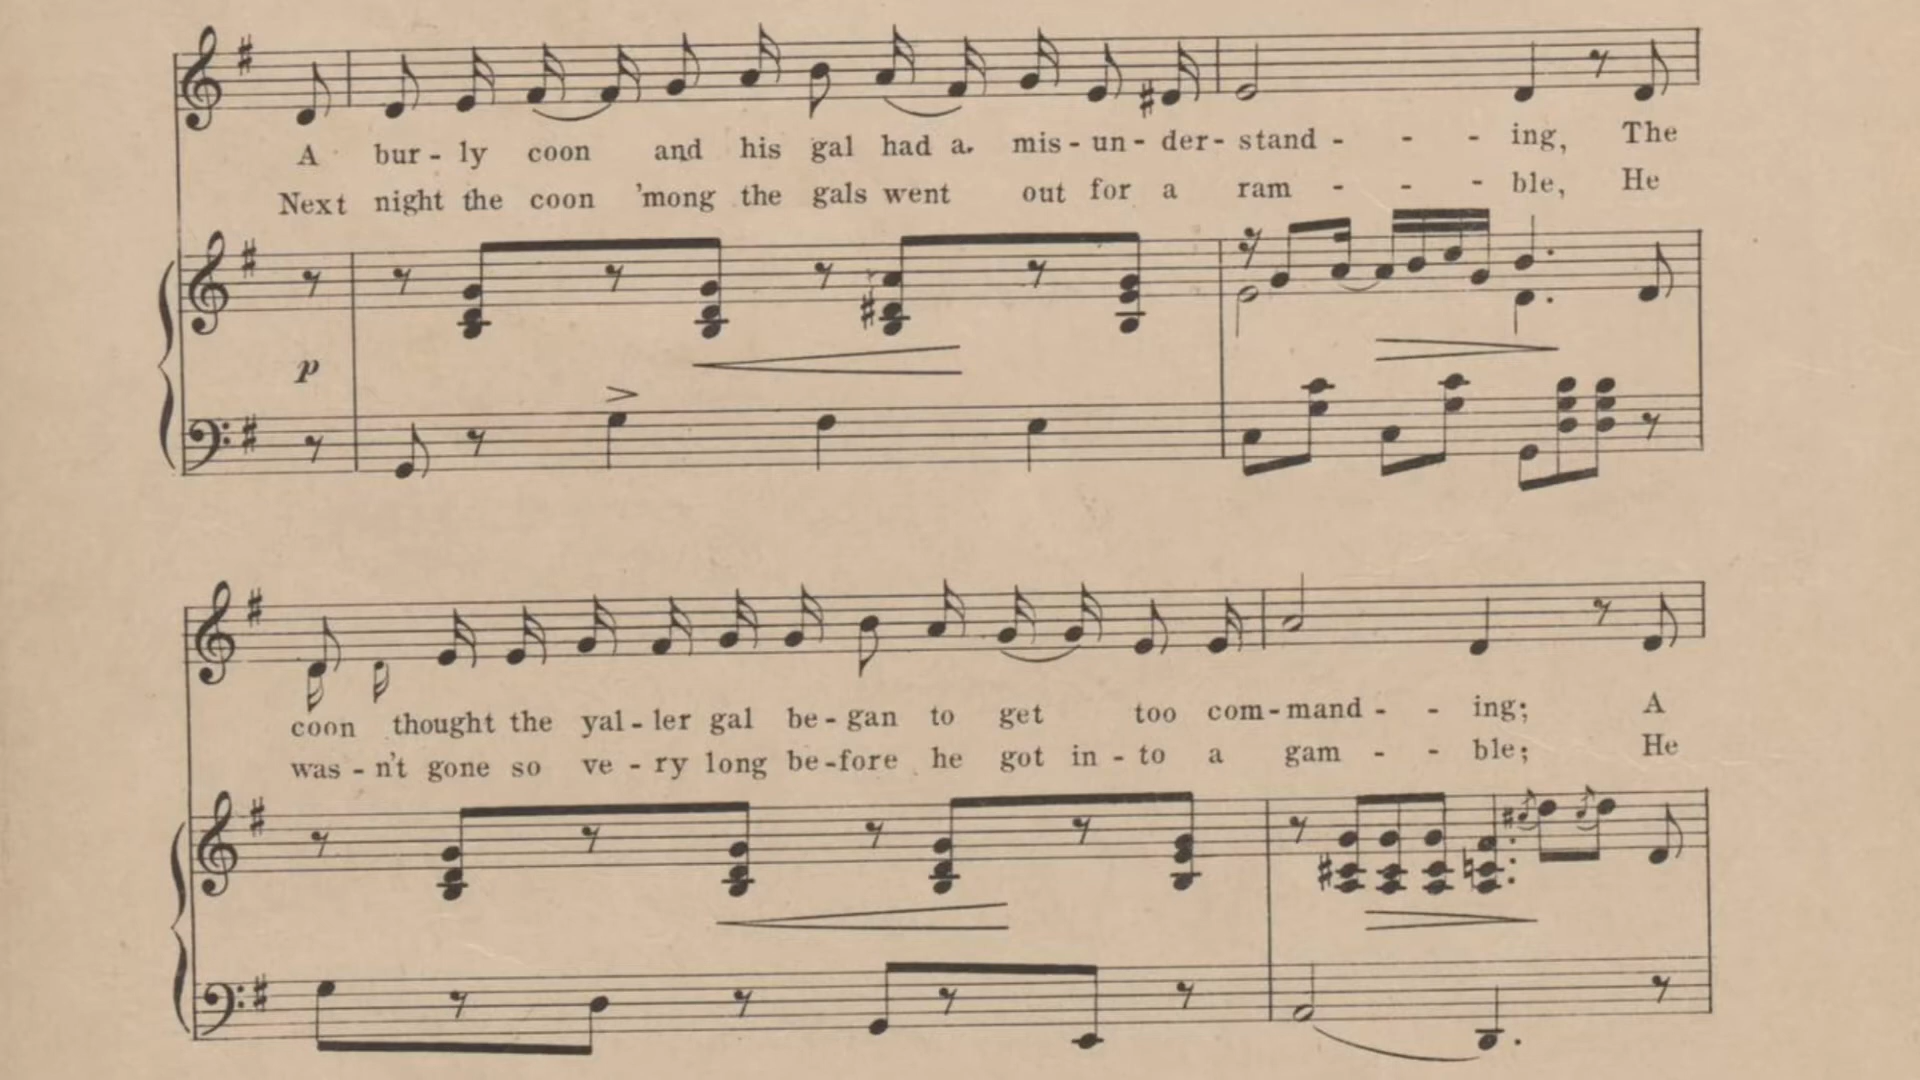 A bur - ly coon and his gal had a mis - un - der - stand - - - - ing, The
Next night the coon 'mong the gals went out for a ram - - - ble, He
p
coon thought the yal - ler gal be - gan to get too com - mand - - ing; A
was - n't gone so ve - ry long be - fore he got in - to a gam - - ble; He